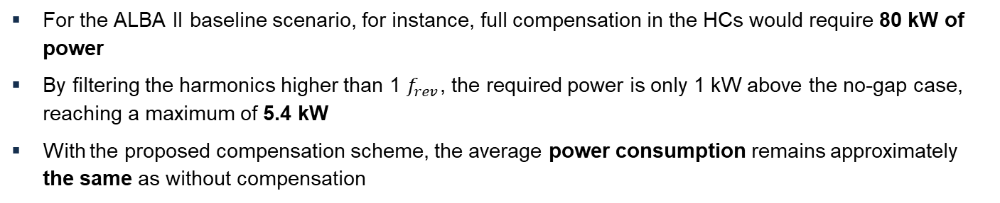 ▪ For the ALBA II baseline scenario, for instance, full compensation in the HCs would require 80 kW of
power
▪ By filtering the harmonics higher than 1 𝑓𝑟𝑒𝑣, the required power is only 1 kW above the no-gap case,
reaching a maximum of 5.4 kW
▪ With the proposed compensation scheme, the average power consumption remains approximately
the same as without compensation